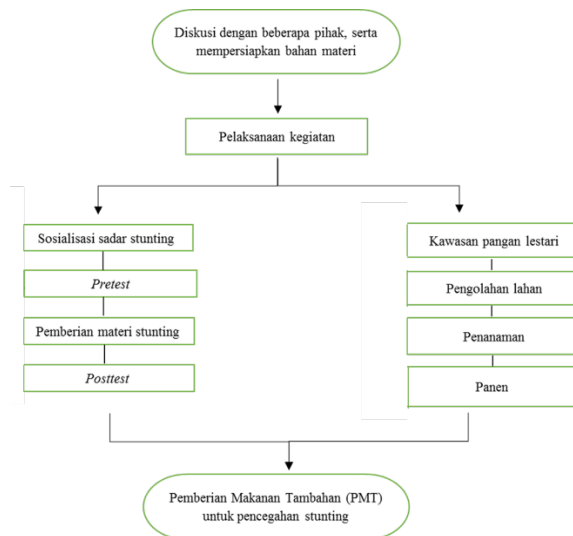 Diskusi dengan beberapa pihak, serta
mempersiapkan bahan materi
Pelaksanaan kegiatan
Sosialisasi sadar stunting
Pretest
Pemberian materi stunting
Posttest
Kawasan pangan lestari
Pengolahan lahan
Penanaman
Panen
Pemberian Makanan Tambahan (PMT)
untuk pencegahan stunting